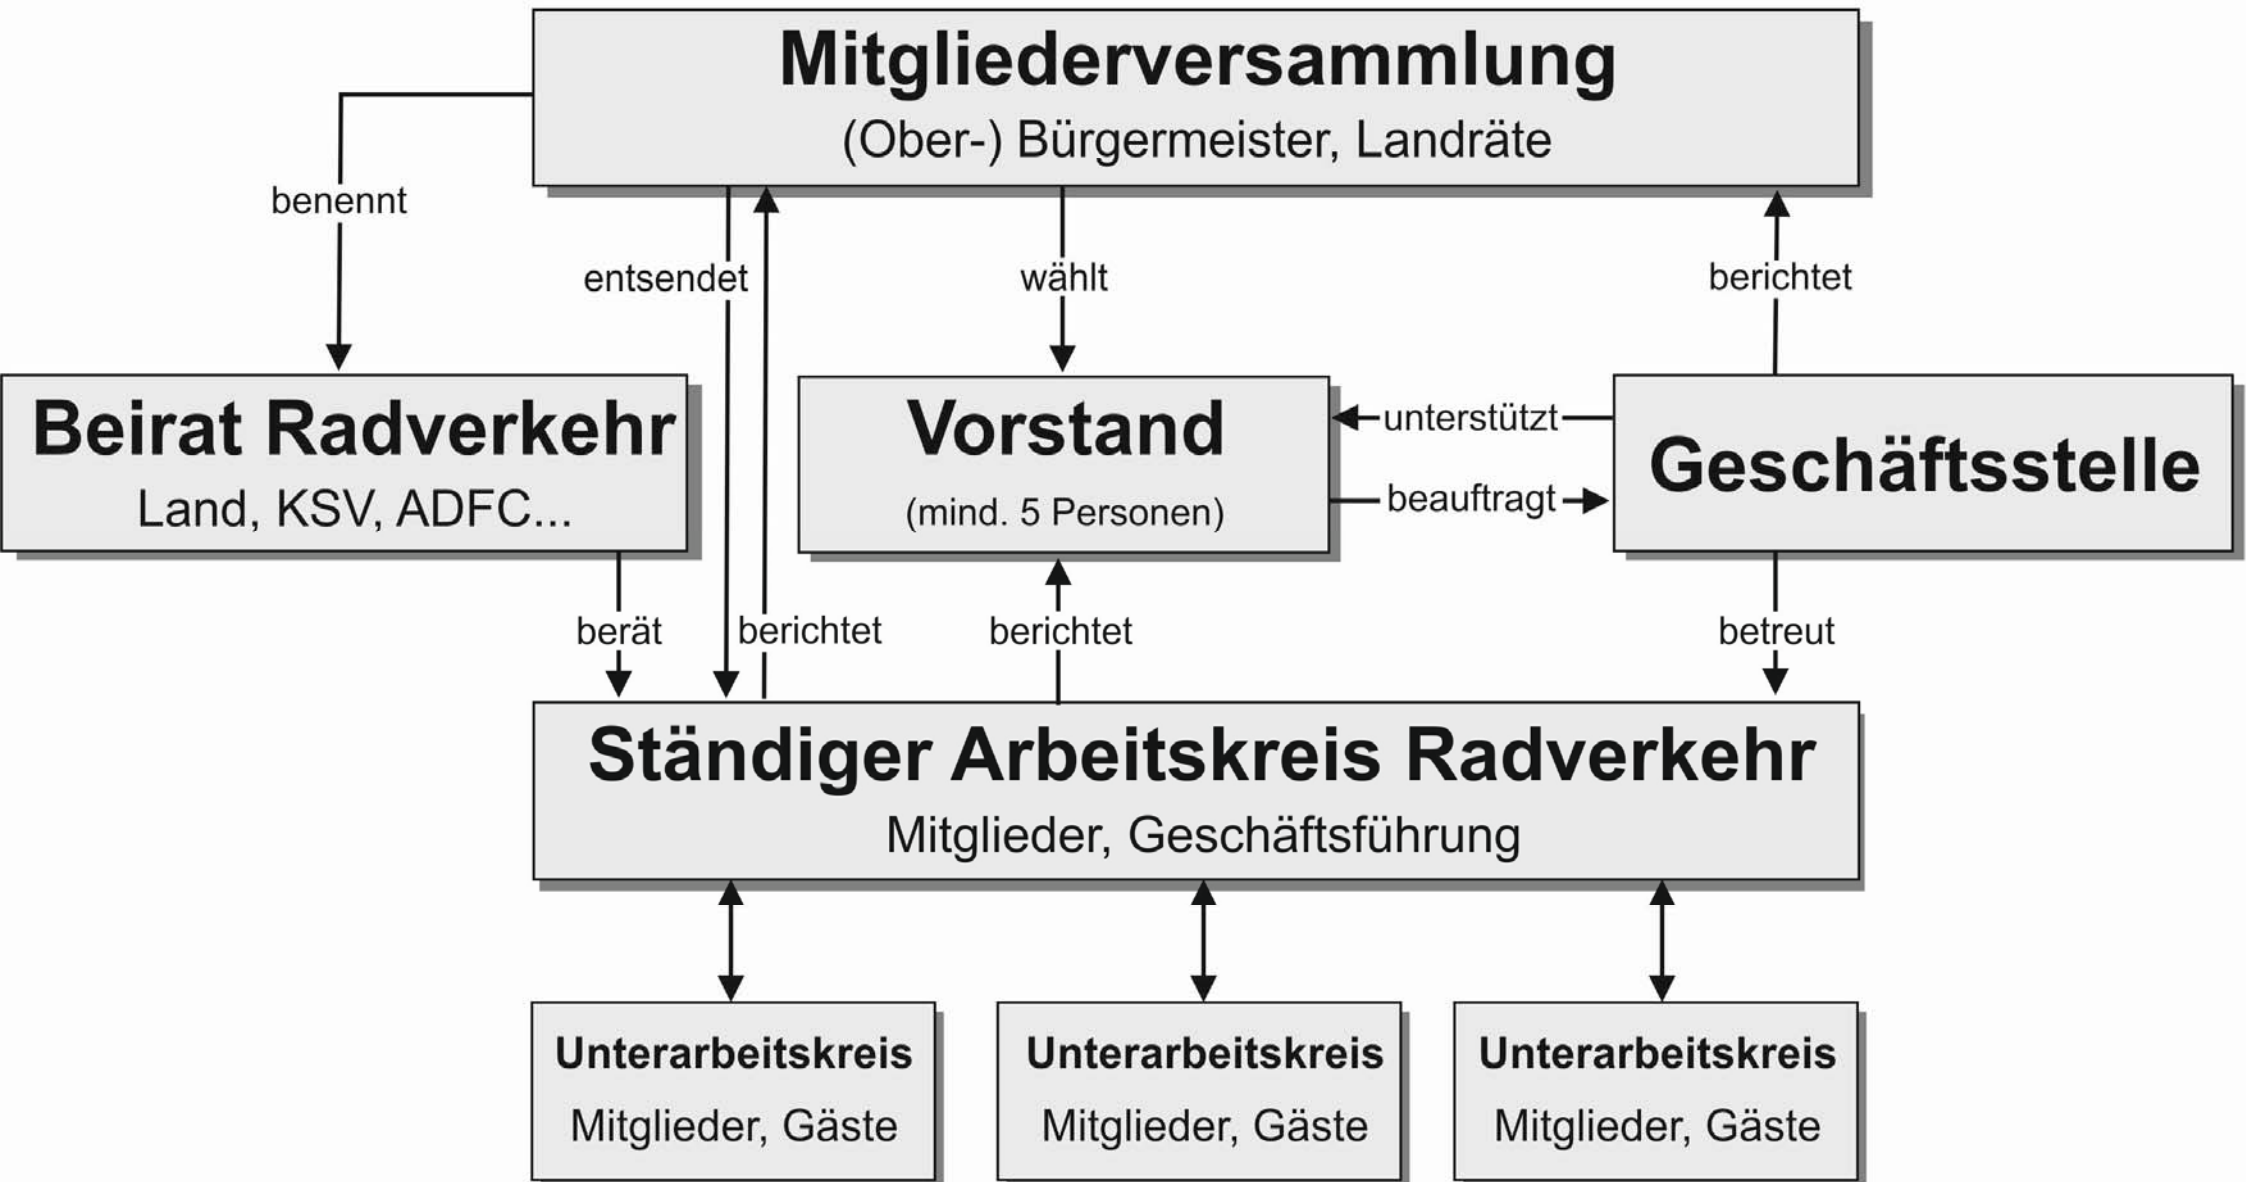 Mitgliederversammlung
(Ober-) Bürgermeister, Landräte
benennt
entsendet
wählt
berichtet
Beirat Radverkehr
Land, KSV, ADFC...
Vorstand
(mind. 5 Personen)
unterstützt
beauftragt
Geschäftsstelle
berät
berichtet
berichtet
betreut
Ständiger Arbeitskreis Radverkehr
Mitglieder, Geschäftsführung
Unterarbeitskreis
Mitglieder, Gäste
Unterarbeitskreis
Mitglieder, Gäste
Unterarbeitskreis
Mitglieder, Gäste